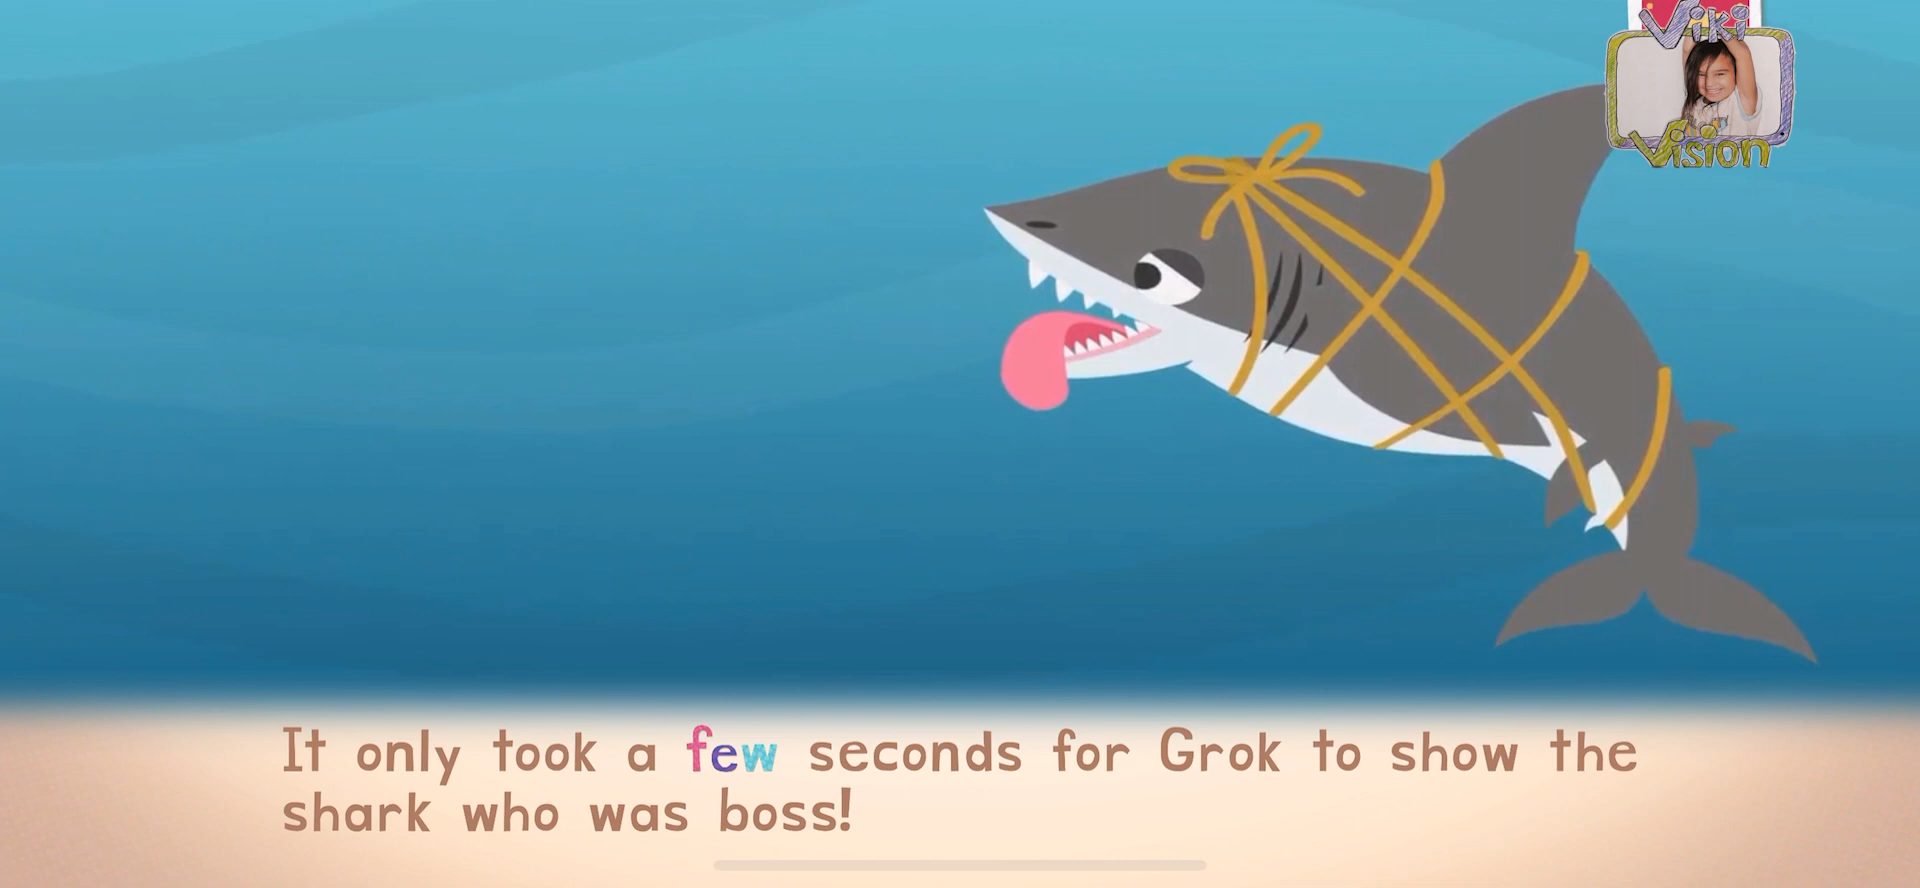 Viki
Vision
It only took a few seconds for Grok to show the
shark who was boss!